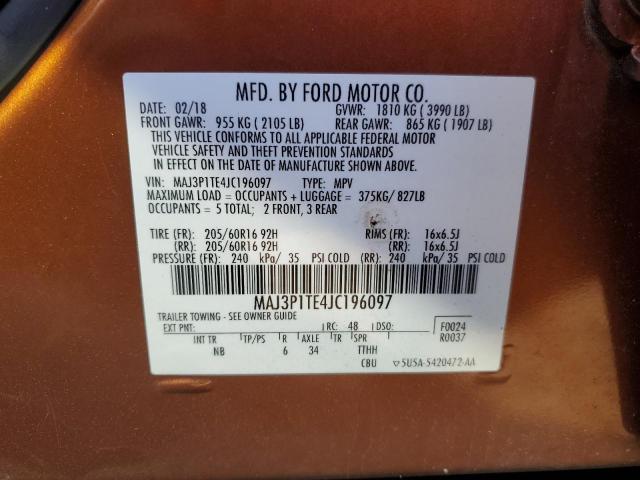 MFD. BY FORD MOTOR CO.
DATE: 02/18 GVWR: 1810 KG ( 3990 LB)
FRONT GAWR: 955 KG ( 2105 LB) REAR GAWR: 865 KG ( 1907 LB)
THIS VEHICLE CONFORMS TO ALL APPLICABLE FEDERAL MOTOR
VEHICLE SAFETY AND THEFT PREVENTION STANDARDS
IN EFFECT ON THE DATE OF MANUFACTURE SHOWN ABOVE.
VIN: MAJ3P1TE4JC196097 TYPE: MPV
MAXIMUM LOAD = OCCUPANTS + LUGGAGE = 375KG/ 827LB
OCCUPANTS = 5 TOTAL; 2 FRONT, 3 REAR
TIRE (FR): 205/60R16 92H RIMS (FR): 16x6.5J
(RR): 205/60R16 92H (RR): 16x6.5J
PRESSURE (FR): 240 kPa/ 35 PSI COLD (RR): 240 kPa/ 35 PSI COLD
MAJ3P1TE4JC196097
TRAILER TOWING - SEE OWNER GUIDE
EXT PNT: RC: 48 DSO: F0024
R0037
INT TR TP/PS R AXLE TR SPR
NB 6 34 TTHH
CBU ▽5U5A-5420472-AA